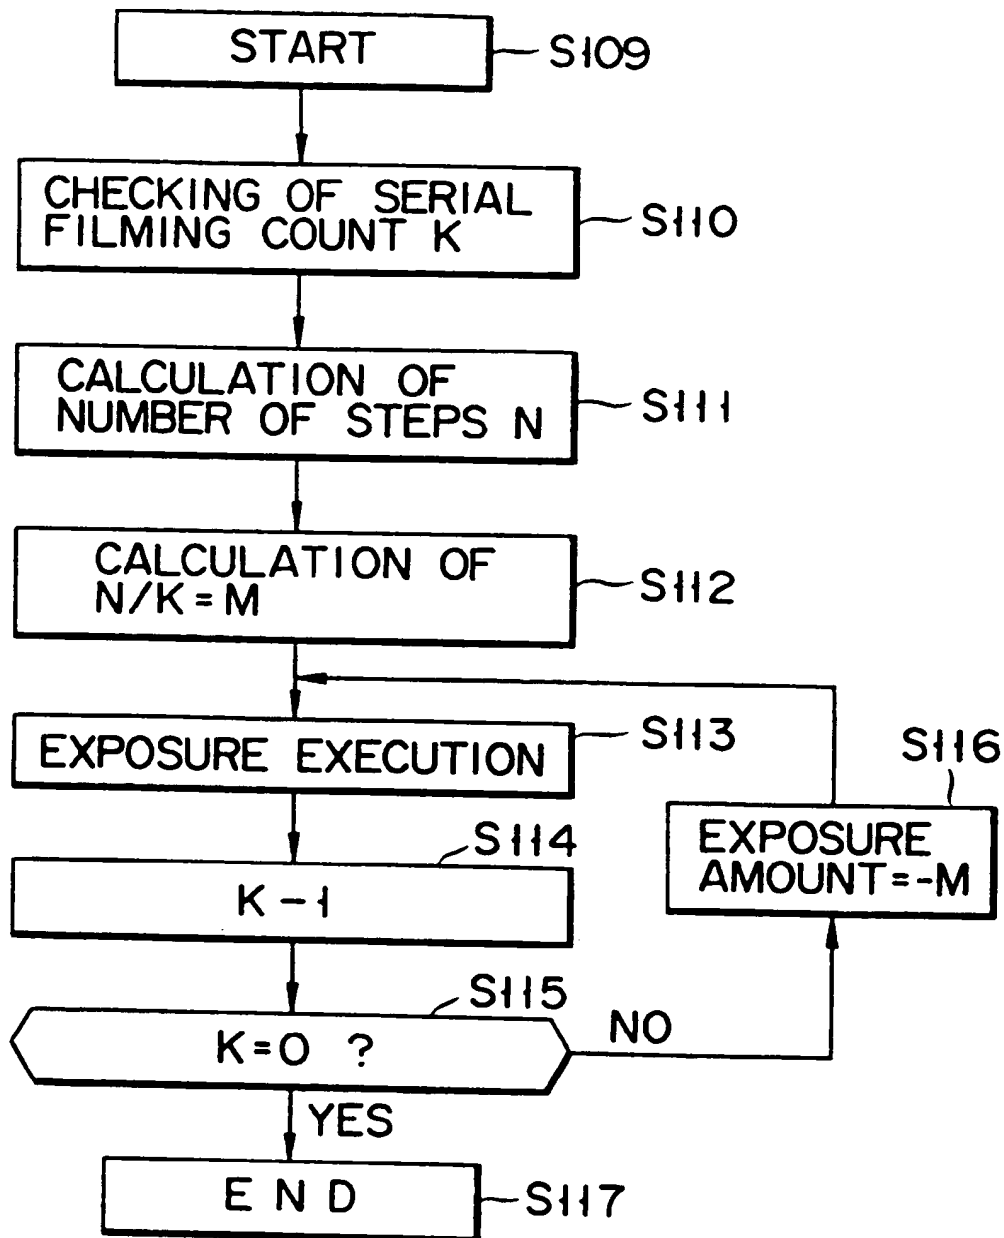 START
S109
CHECKING OF SERIAL
FILMING COUNT K
S110
CALCULATION OF
NUMBER OF STEPS N
S111
CALCULATION OF
N/K=M
S112
EXPOSURE EXECUTION
S113
S114
K-1
S115
K=0 ?
NO
S116
EXPOSURE
AMOUNT=-M
YES
END
S117